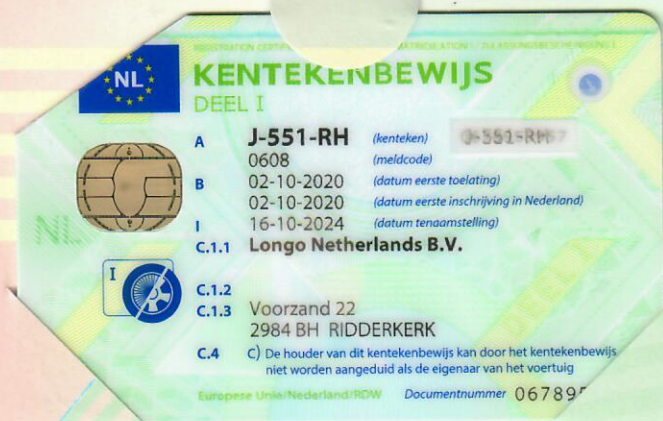 NL
KENTEKENBEWIJS
DEEL I
A J-551-RH (kenteken)
0608 (meldcode)
B 02-10-2020 (datum eerste toelating)
02-10-2020 (datum eerste inschrijving in Nederland)
I 16-10-2024 (datum tenaamstelling)
C.1.1 Longo Netherlands B.V.
NL
I
C.1.2
C.1.3 Voorzand 22
2984 BH RIDDERKERK
C.4 C) De houder van dit kentekenbewijs kan door het kentekenbewijs
niet worden aangeduid als de eigenaar van het voertuig
Europese Unie/Nederland/RDW Documentnummer 06789